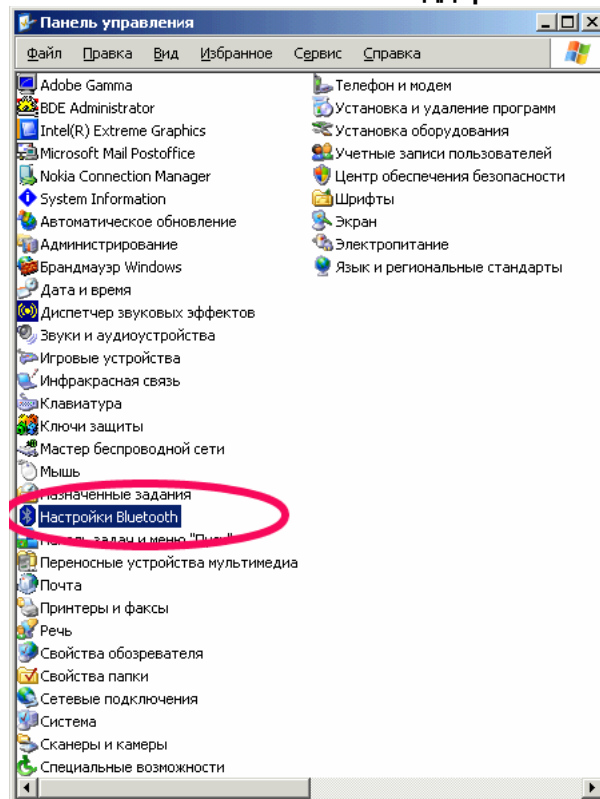 Панель управления
Файл Правка Вид Избранное Сервис Справка
Adobe Gamma
BDE Administrator
Intel(R) Extreme Graphics
Microsoft Mail Postoffice
Nokia Connection Manager
System Information
Автоматическое обновление
Администрирование
Брандмауэр Windows
Дата и время
Диспетчер звуковых эффектов
Звуки и аудиоустройства
Игровые устройства
Инфракрасная связь
Клавиатура
Ключи защиты
Мастер беспроводной сети
Мышь
Назначенные задания
Настройки Bluetooth
Панель задач и меню "Пуск"
Переносные устройства мультимедиа
Почта
Принтеры и факсы
Речь
Свойства обозревателя
Свойства папки
Сетевые подключения
Система
Сканеры и камеры
Специальные возможности
Телефон и модем
Установка и удаление программ
Установка оборудования
Учетные записи пользователей
Центр обеспечения безопасности
Шрифты
Экран
Электропитание
Язык и региональные стандарты